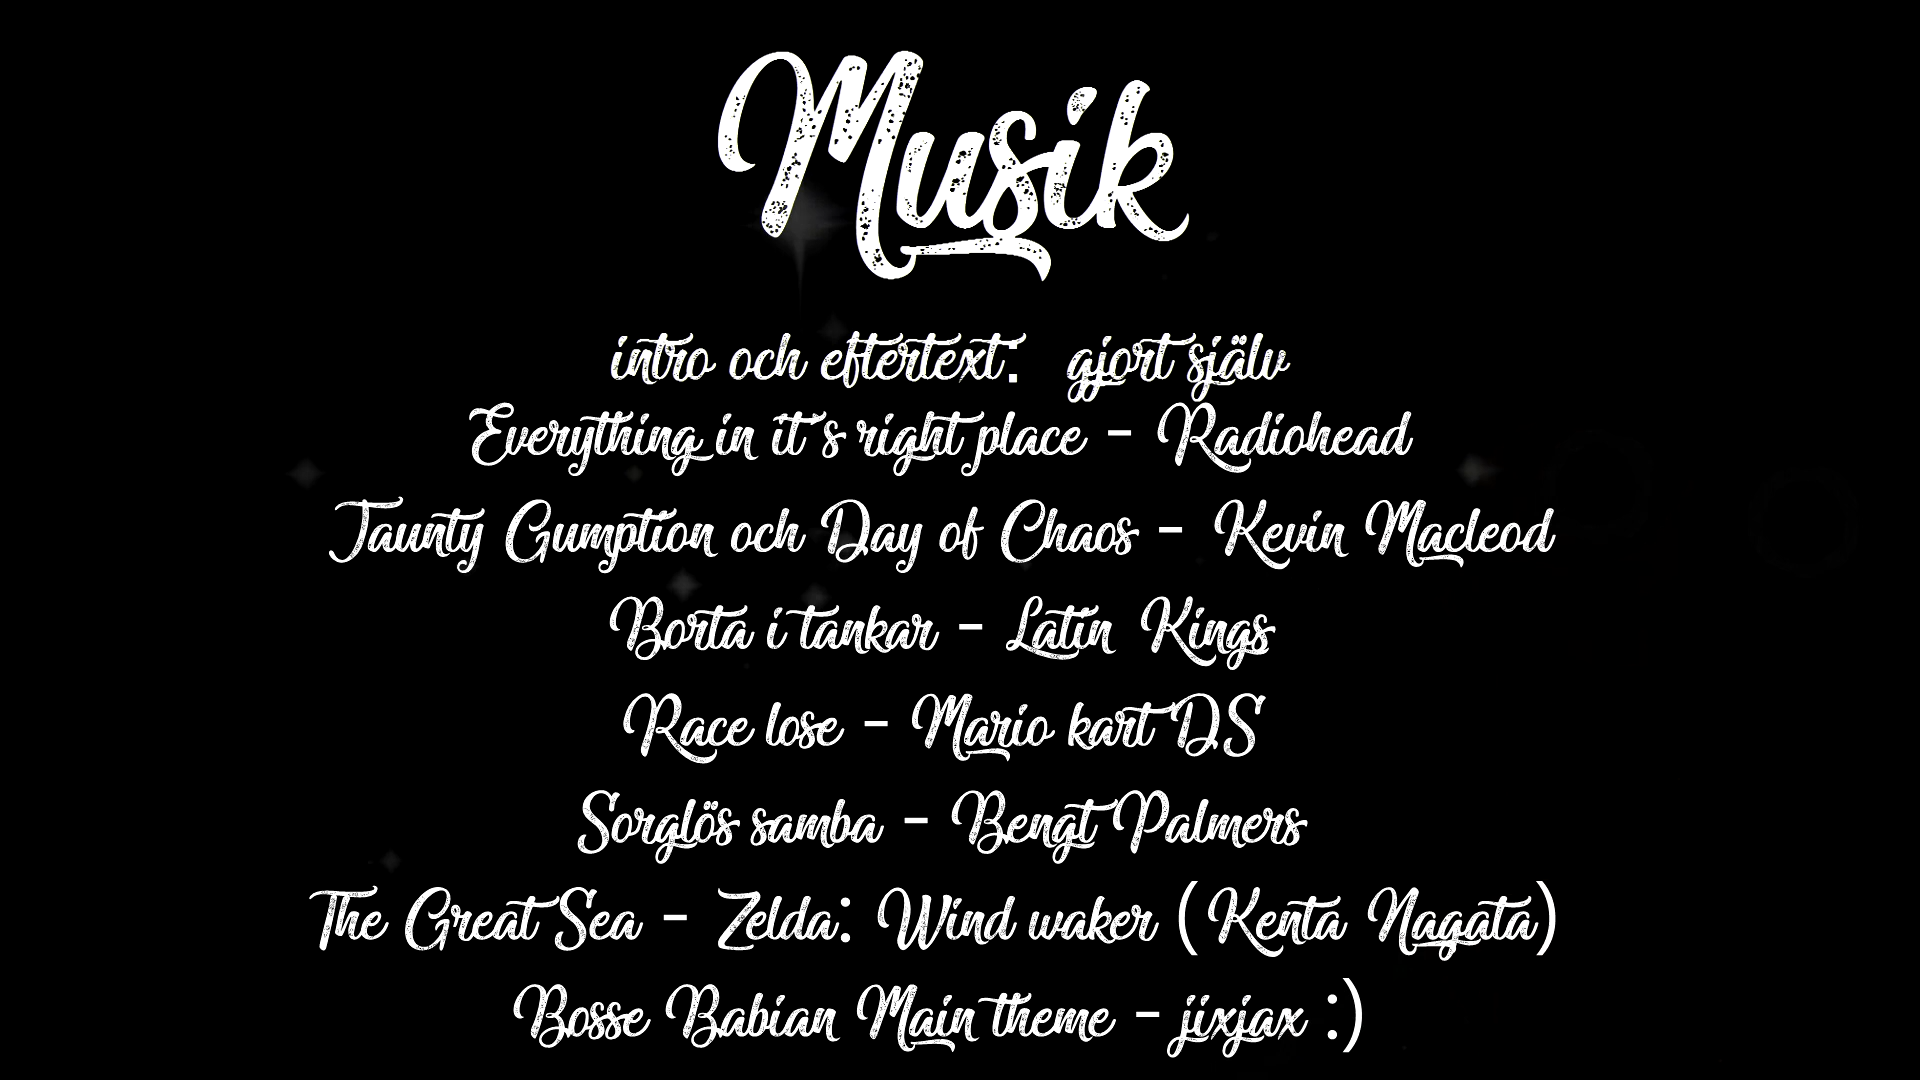 Musik
intro och eftertext: gjort själv
Everything in it's right place - Radiohead
Jaunty Gumption och Day of Chaos - Kevin Macleod
Borta i tankar - Latin Kings
Race lose - Mario kart DS
Sorglös samba - Bengt Palmers
The Great Sea - Zelda: Wind waker (Kenta Nagata)
Bosse Babian Main theme - jixjax :)